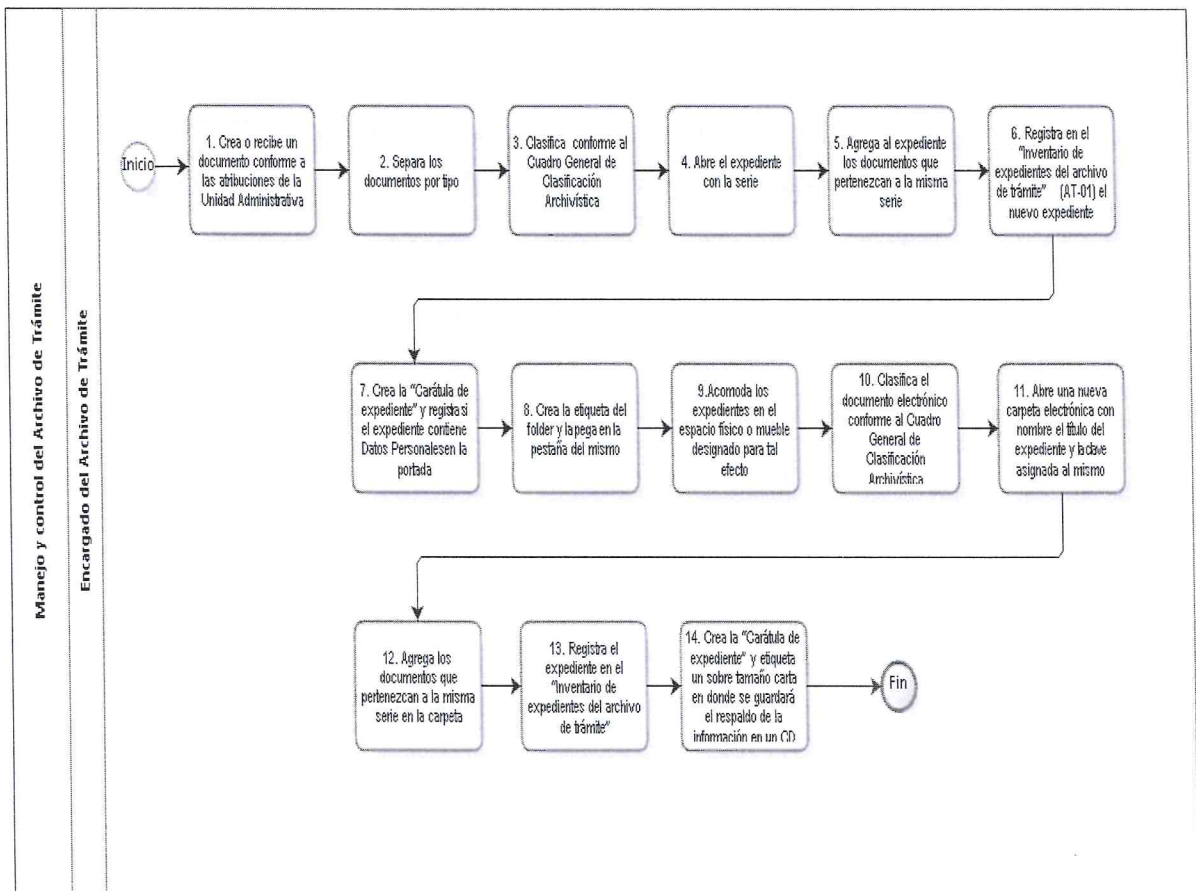 Manejo y control del Archivo de Trámite
Encargado del Archivo de Trámite
Inicio
1. Crea o recibe un
documento conforme a
las atribuciones de la
Unidad Administrativa
2. Separa los
documentos por tipo
3. Clasifica conforme al
Cuadro General de
Clasificación
Archivística
4. Abre el expediente
con la serie
5. Agrega al expediente
los documentos que
pertenezcan a la misma
serie
6. Registra en el
"Inventario de
expedientes del archivo
de trámite" (AT-01) el
nuevo expediente
7. Crea la "Carátula de
expediente" y registra si
el expediente contiene
Datos Personalesen la
portada
8. Crea la etiqueta del
folder y la pega en la
pestaña del mismo
9.Acomoda los
expedientes en el
espacio físico o mueble
designado para tal
efecto
10. Clasifica el
documento electrónico
conforme al Cuadro
General de
Clasificación
Archivística
11. Abre una nueva
carpeta electrónica con
nombre el título del
expediente y la clave
asignada al mismo
12. Agrega los
documentos que
pertenezcan a la misma
serie en la carpeta
13. Registra el
expediente en el
"Inventario de
expedientes del archivo
de trámite"
14. Crea la "Carátula de
expediente" y etiqueta
un sobre tamaño carta
en donde se guardará
el respaldo de la
información en un CD
Fin